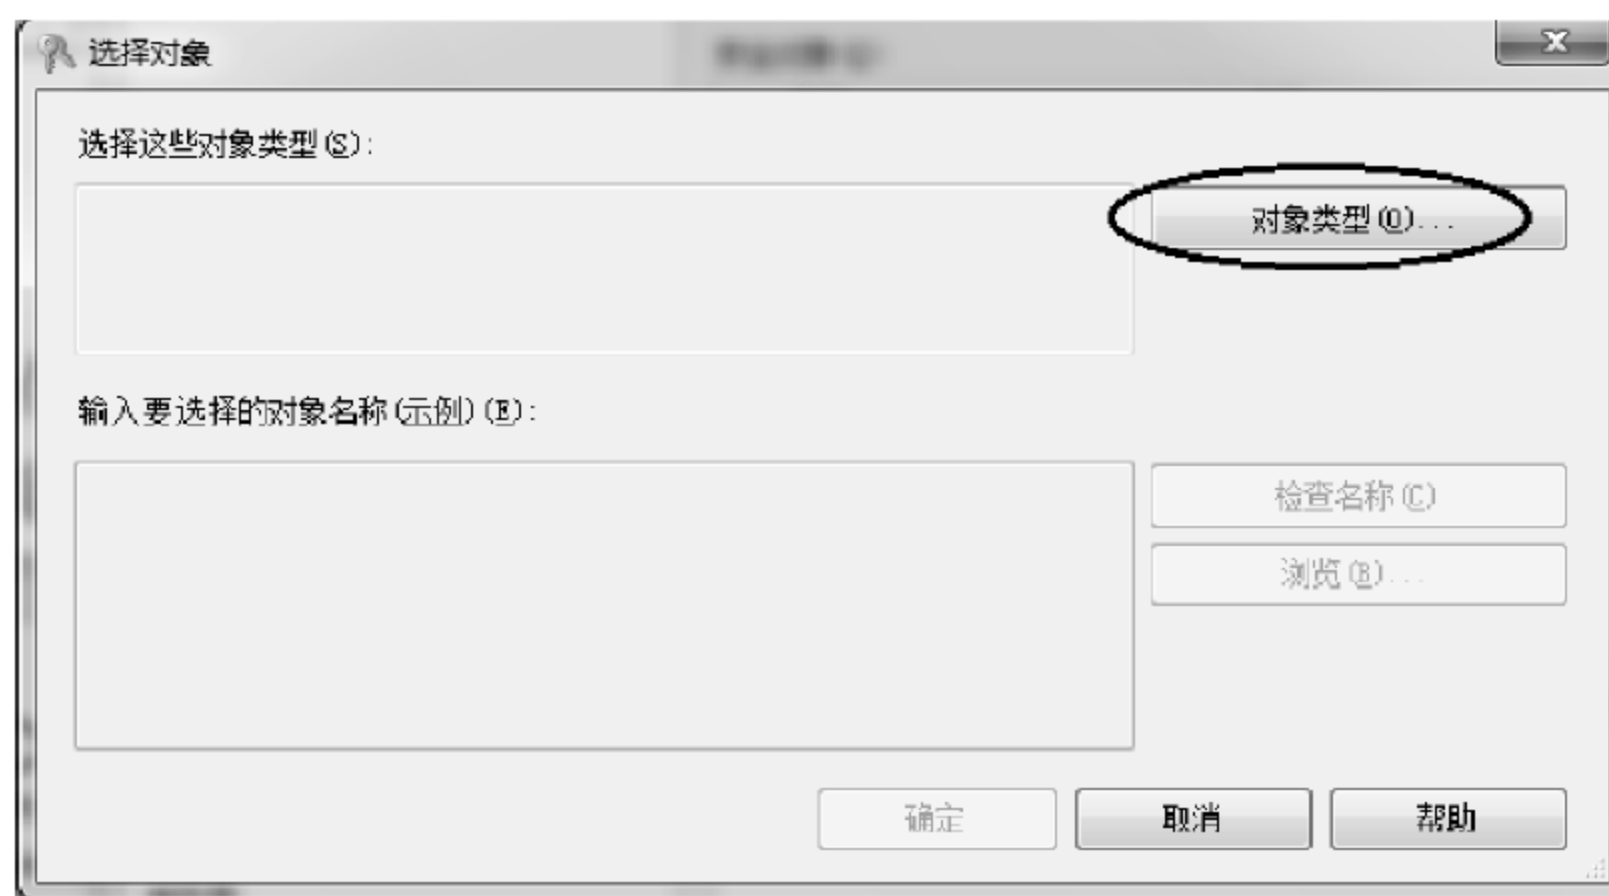 选择对象
选择这些对象类型(S):
对象类型(O)...
输入要选择的对象名称(示例)(E):
检查名称(C)
浏览(B)...
确定
取消
帮助